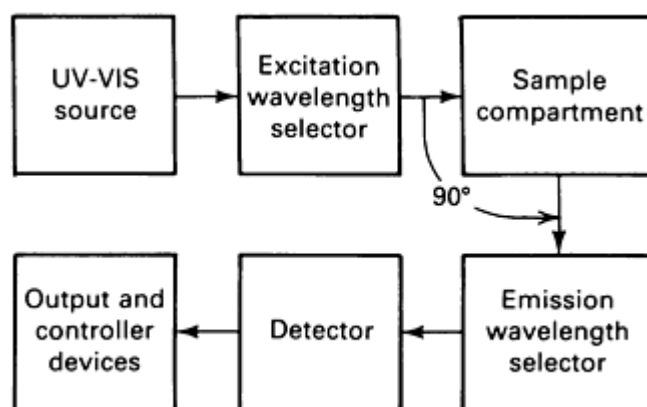 UV-VIS
source
Excitation
wavelength
selector
Sample
compartment
90°
Output and
controller
devices
Detector
Emission
wavelength
selector